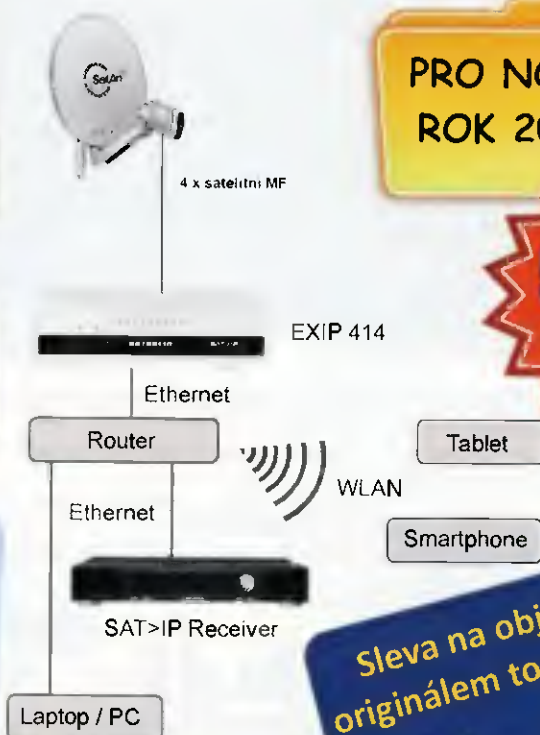 SatAn
PRO NO
ROK 20
4 x satelitní MF
EXIP 414
Ethernet
Router
WLAN
Tablet
Ethernet
Smartphone
SAT>IP Receiver
Sleva na obj
originálem to
Laptop / PC